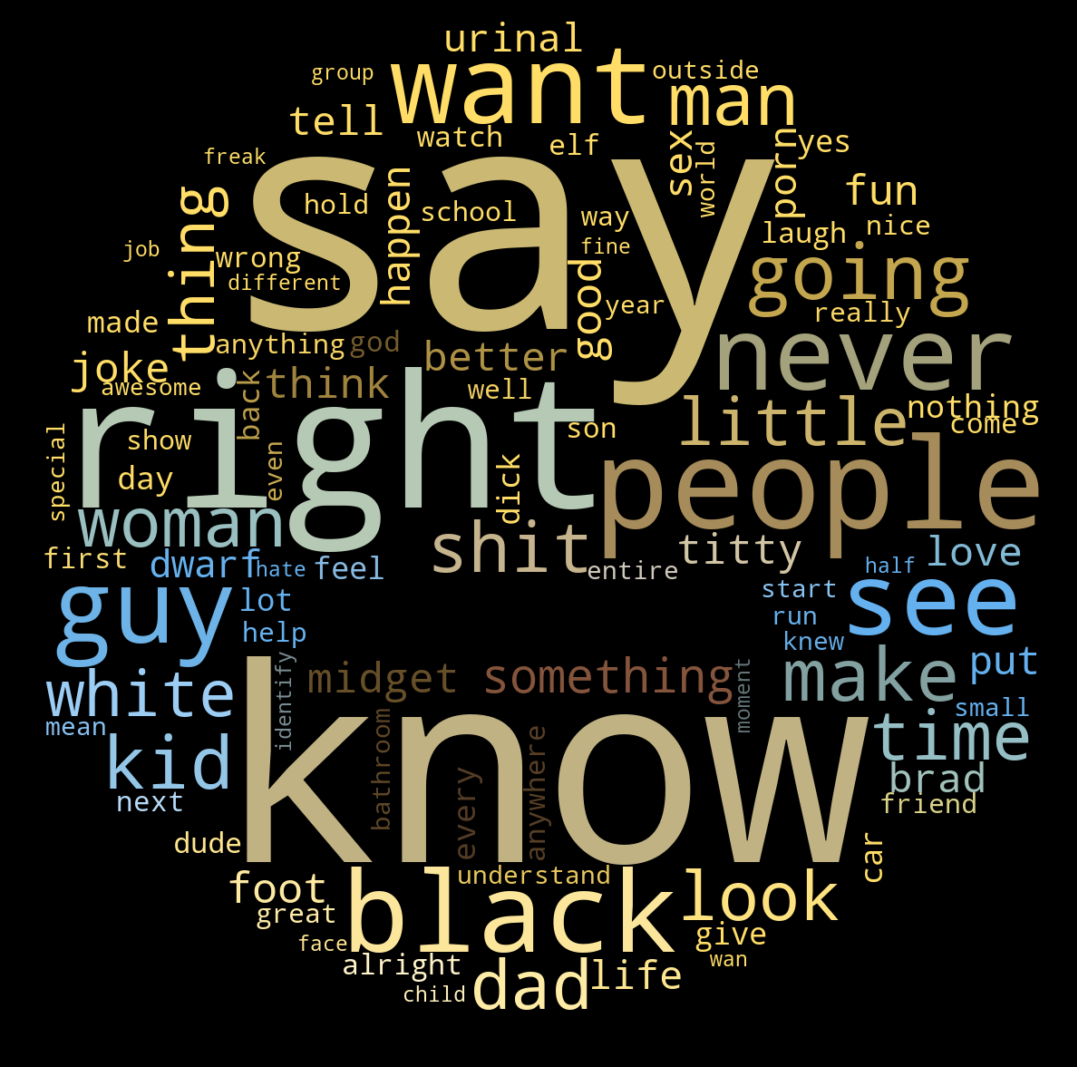 urinal
group
want
outside
man
tell
watch
elf
sex
world
porn
yes
freak
say
hold
happen
school
way
fun
thing
job
wrong
different
fine
laugh
nice
good
going
year
really
made
anything
god
better
never
joke
awesome
back
think
well
right
little
nothing
come
special
show
son
even
day
dick
people
woman
shit
titty
love
first
dwarf
hate
feel
entire
half
guy
lot
start
see
run
help
knew
identify
midget
something
moment
make
put
white
mean
small
know
bathroom
every
anywhere
time
kid
brad
next
friend
dude
car
understand
foot
black
look
great
give
face
alright
wan
child
dad
life